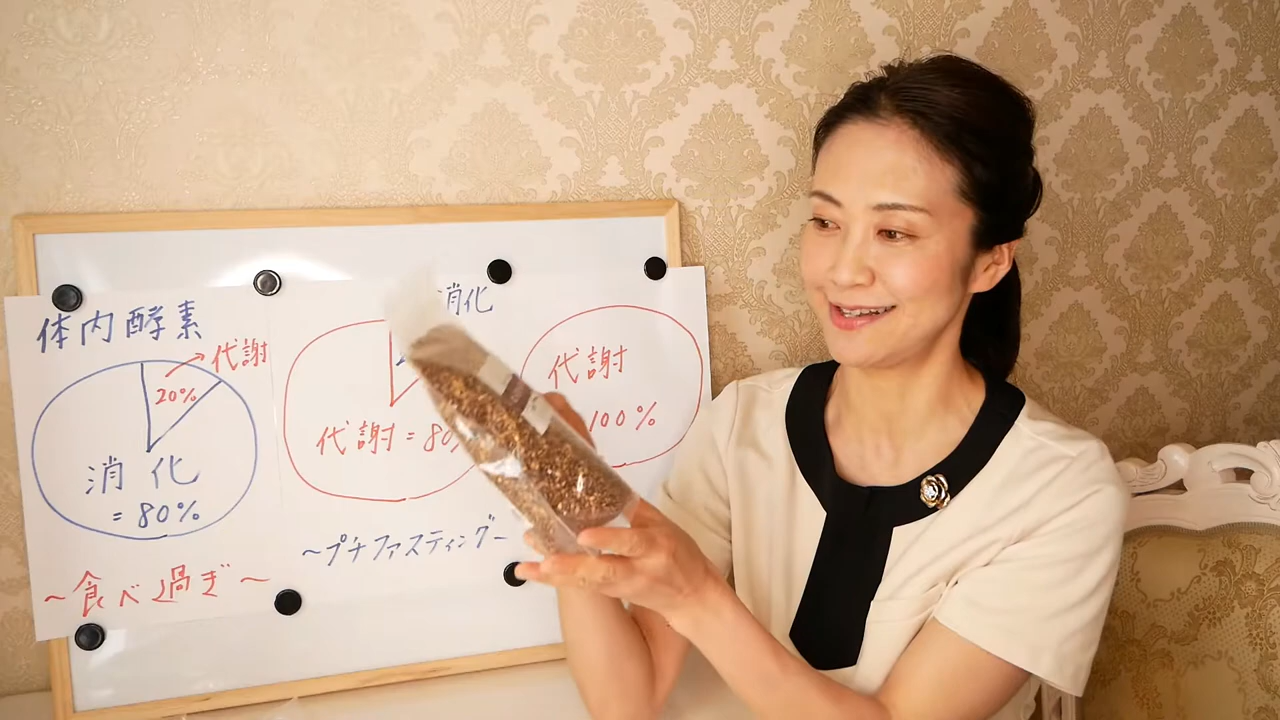 体内酵素
代謝
20%
消化
=80%
~食べ過ぎ~
消化
代謝=80
~プチファスティング
代謝
100%